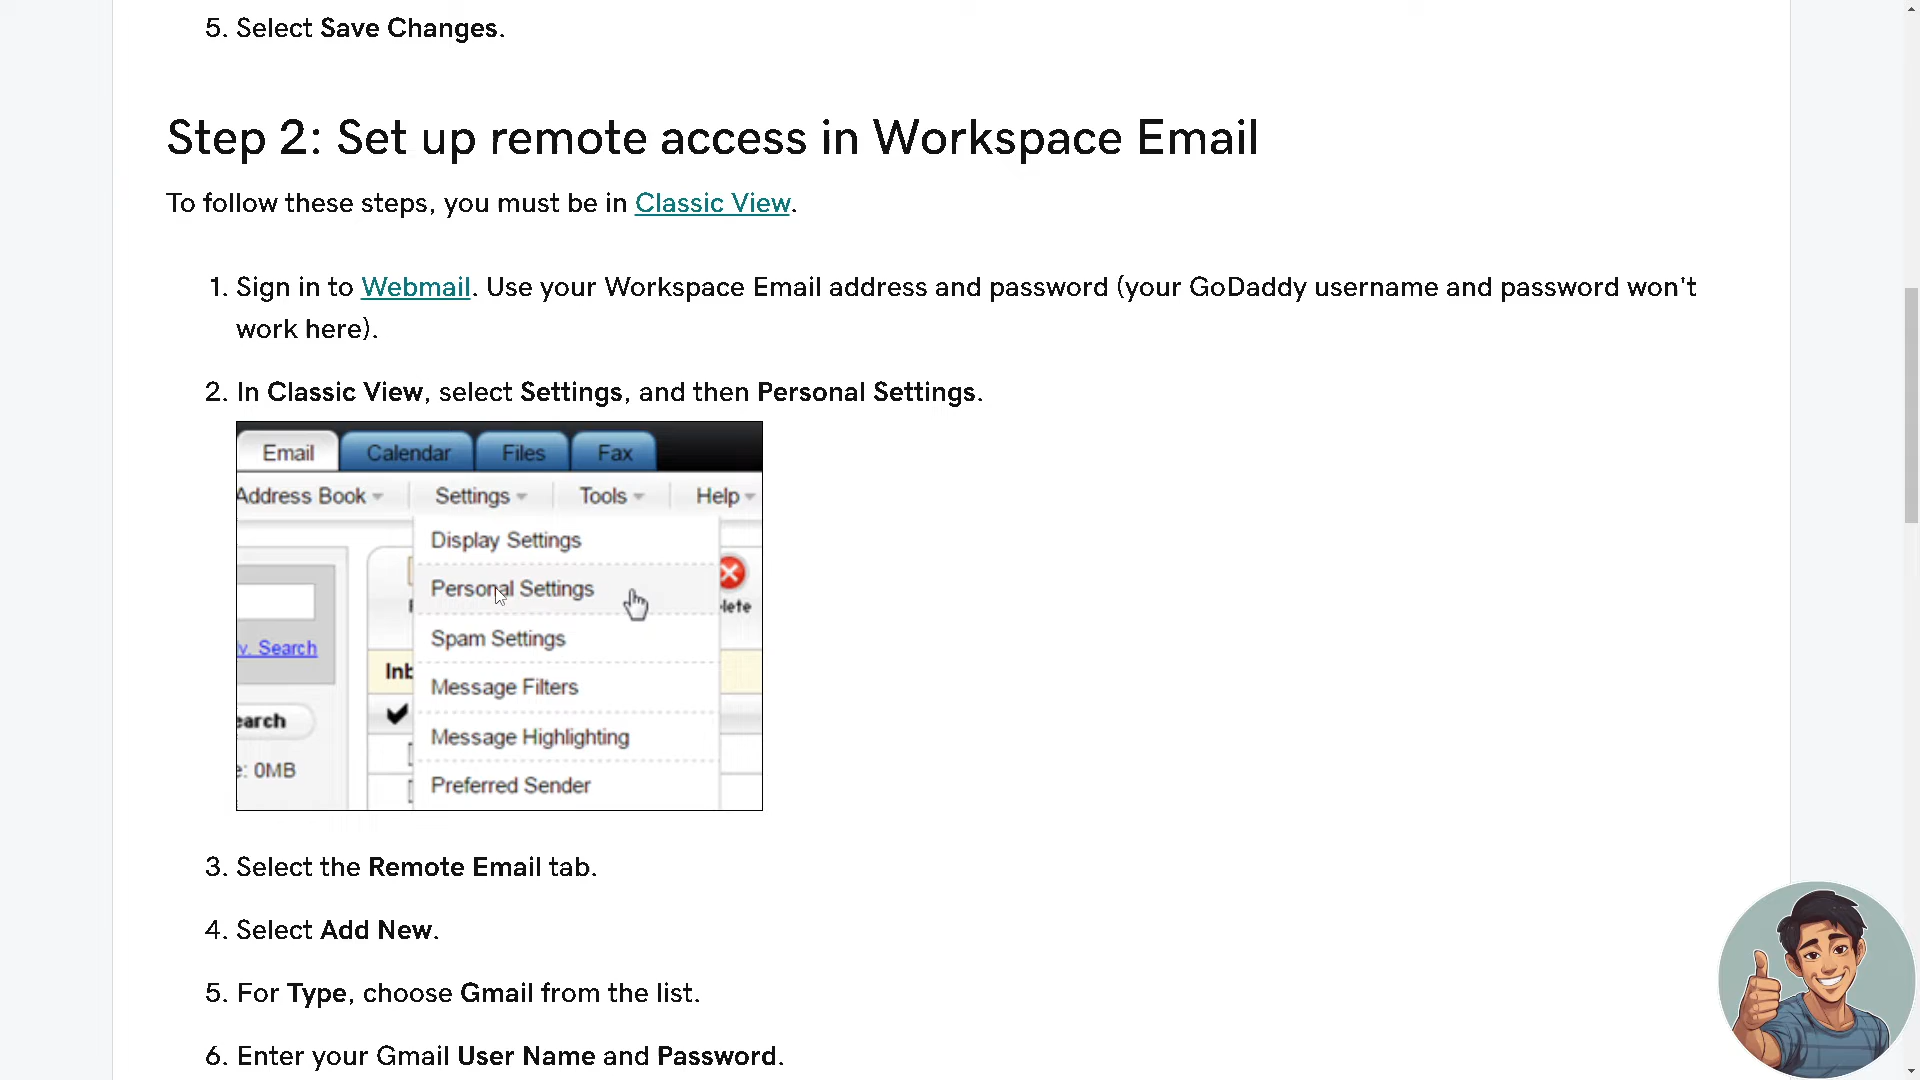 5. Select Save Changes.
Step 2: Set up remote access in Workspace Email
To follow these steps, you must be in Classic View.
1. Sign in to Webmail. Use your Workspace Email address and password (your GoDaddy username and password won't
work here).
2. In Classic View, select Settings, and then Personal Settings.
Email Calendar Files Fax
Address Book Settings Tools Help
Display Settings
Personal Settings
lete
Spam Settings
v. Search
Inb
Message Filters
earch
Message Highlighting
e: 0MB
Preferred Sender
3. Select the Remote Email tab.
4. Select Add New.
5. For Type, choose Gmail from the list.
6. Enter your Gmail User Name and Password.